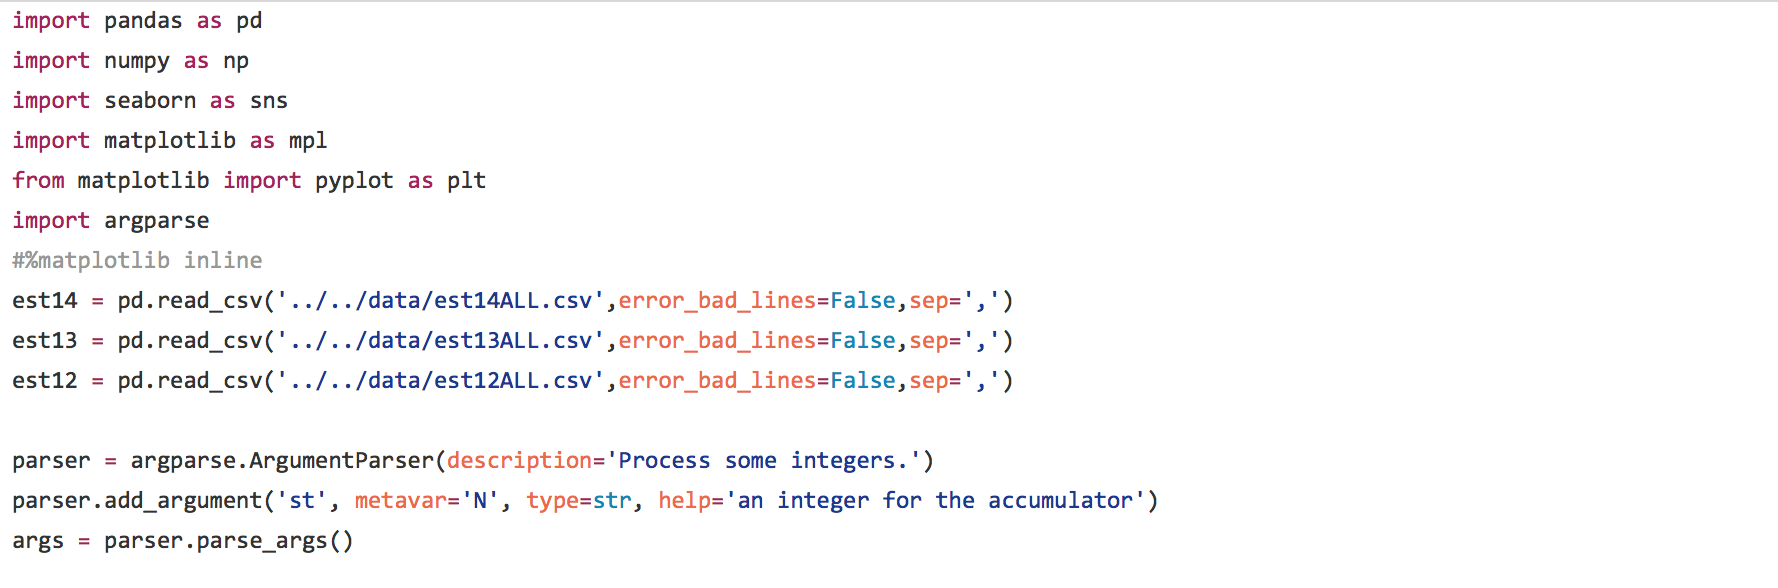 import pandas as pd
import numpy as np
import seaborn as sns
import matplotlib as mpl
from matplotlib import pyplot as plt
import argparse
#%matplotlib inline
est14 = pd.read_csv('../../data/est14ALL.csv',error_bad_lines=False,sep=',')
est13 = pd.read_csv('../../data/est13ALL.csv',error_bad_lines=False,sep=',')
est12 = pd.read_csv('../../data/est12ALL.csv',error_bad_lines=False,sep=',')
parser = argparse.ArgumentParser(description='Process some integers.')
parser.add_argument('st', metavar='N', type=str, help='an integer for the accumulator')
args = parser.parse_args()